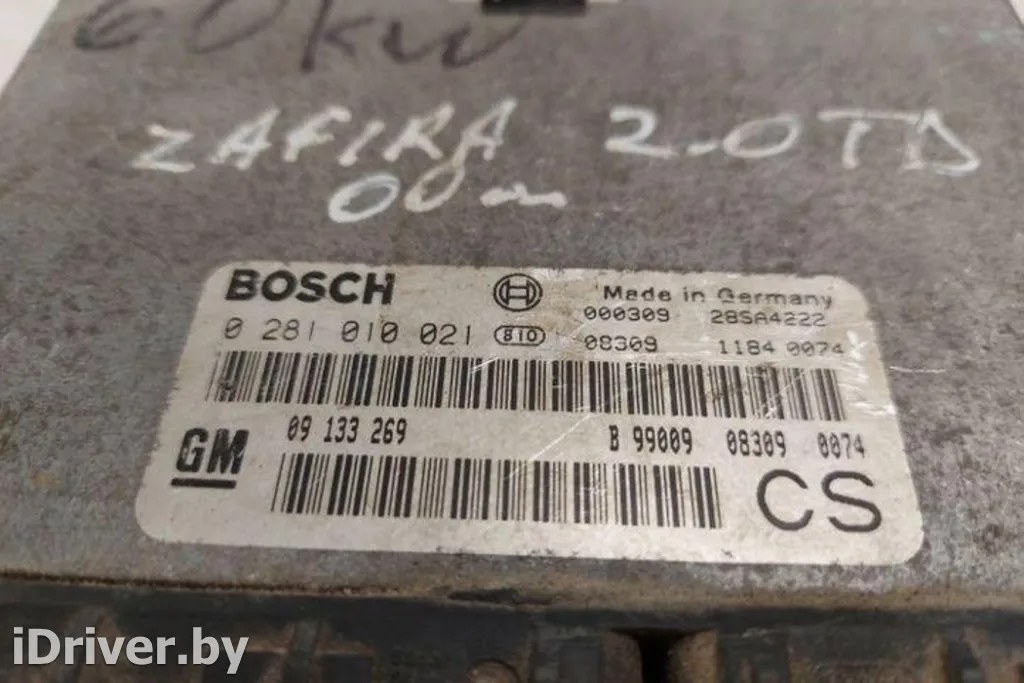 60kw
ZAFIRA 2.0TD
00
BOSCH Made in Germany
000309 28SA4222
0 281 010 021 810 08309 1184 0074
GM 09 133 269 B 99009 08309 0074
CS
iDriver.by